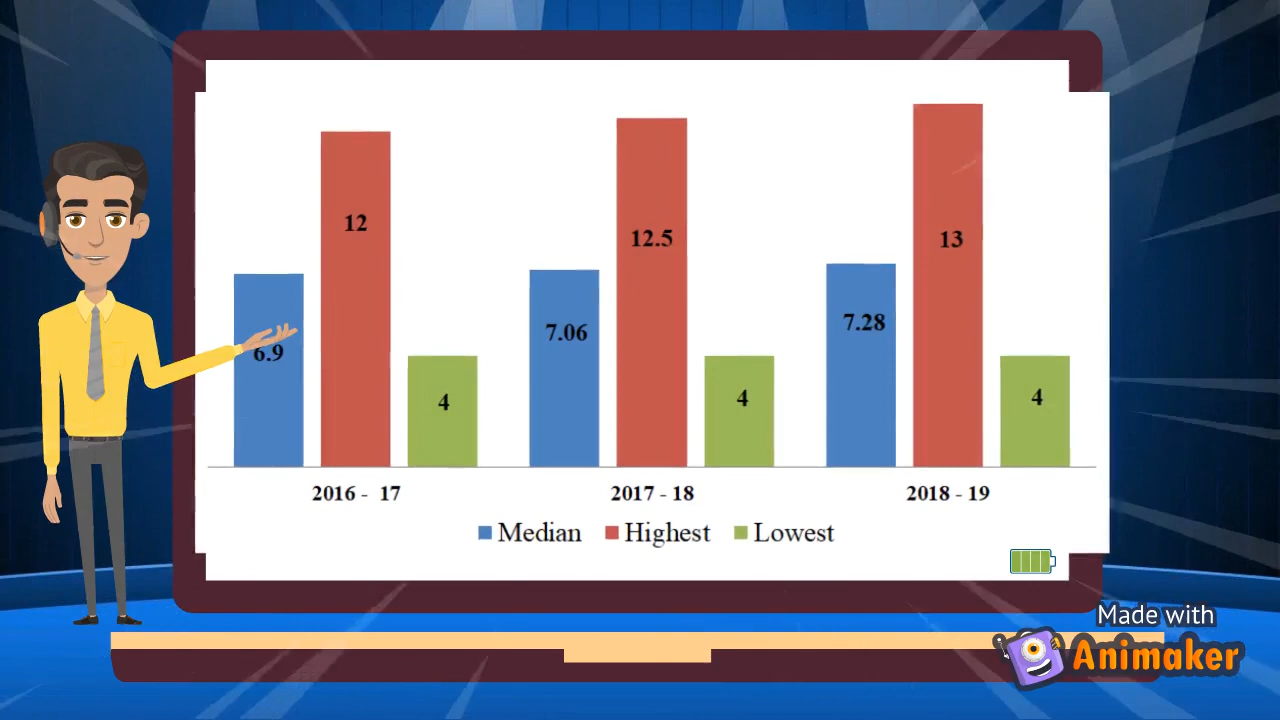 12
12.5
13
6.9
7.06
7.28
4
4
4
2016 - 17
2017 - 18
2018 - 19
Median
Highest
Lowest
Made with
Animaker